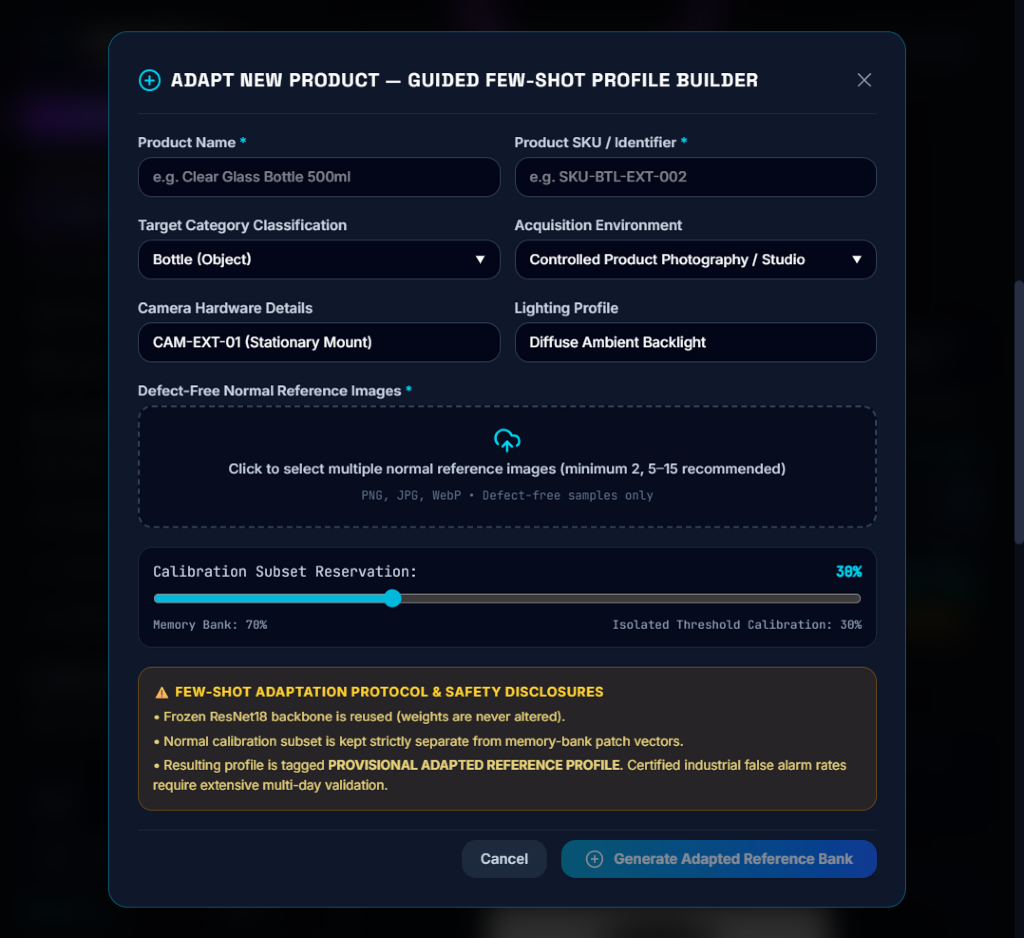 ADAPT NEW PRODUCT — GUIDED FEW-SHOT PROFILE BUILDER
Product Name *
Product SKU / Identifier *
e.g. Clear Glass Bottle 500ml
e.g. SKU-BTL-EXT-002
Target Category Classification
Acquisition Environment
Bottle (Object)
Controlled Product Photography / Studio
Camera Hardware Details
Lighting Profile
CAM-EXT-01 (Stationary Mount)
Diffuse Ambient Backlight
Defect-Free Normal Reference Images *
Click to select multiple normal reference images (minimum 2, 5–15 recommended)
PNG, JPG, WebP • Defect-free samples only
Calibration Subset Reservation:
30%
Memory Bank: 70%
Isolated Threshold Calibration: 30%
⚠ FEW-SHOT ADAPTATION PROTOCOL & SAFETY DISCLOSURES
• Frozen ResNet18 backbone is reused (weights are never altered).
• Normal calibration subset is kept strictly separate from memory-bank patch vectors.
• Resulting profile is tagged PROVISIONAL ADAPTED REFERENCE PROFILE. Certified industrial false alarm rates
require extensive multi-day validation.
Cancel
Generate Adapted Reference Bank